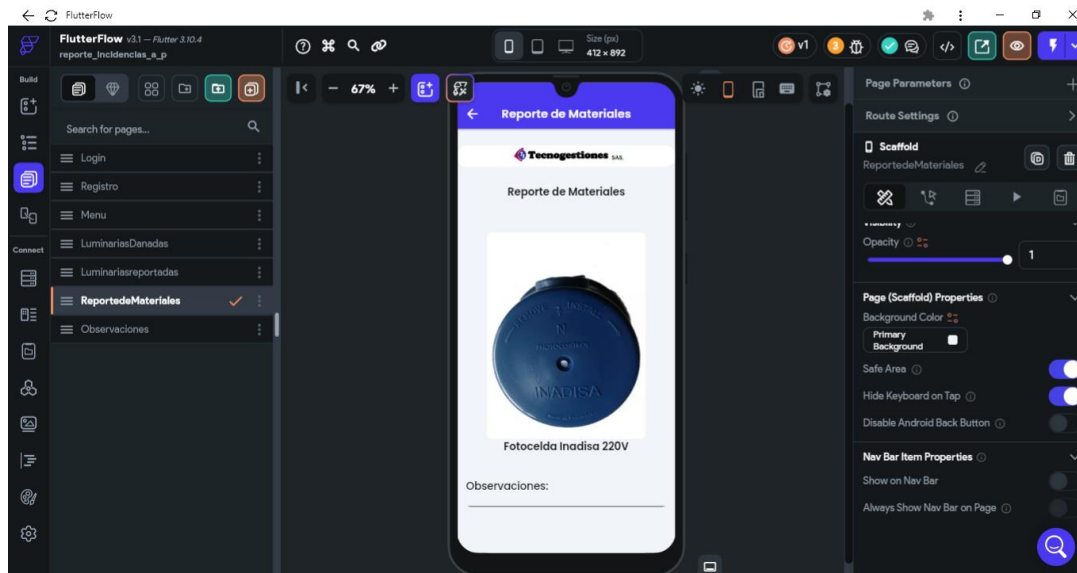 FlutterFlow
FlutterFlow v3.1 — Flutter 3.10.4
reporte_incidencias_a_p
Size (px)
412 × 892
v1
3
Build
Search for pages...
Login
Registro
Menu
LuminariasDanadas
Luminariasreportadas
ReportedeMateriales
Observaciones
Connect
67%
Reporte de Materiales
Tecnogestiones SAS.
Reporte de Materiales
N
INADISA
Fotocelda Inadisa 220V
Observaciones:
Page Parameters
Route Settings
Scaffold
ReportedeMateriales
Visibility
Opacity
1
Page (Scaffold) Properties
Background Color
Primary
Background
Safe Area
Hide Keyboard on Tap
Disable Android Back Button
Nav Bar Item Properties
Show on Nav Bar
Always Show Nav Bar on Page